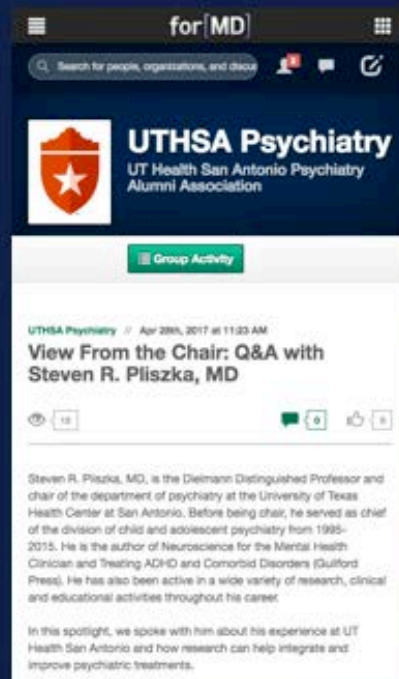 for[MD]
Search for people, organizations, and discus
UTHSA Psychiatry
UT Health San Antonio Psychiatry
Alumni Association
Group Activity
UTHSA Psychiatry // Apr 28th, 2017 at 11:23 AM
View From the Chair: Q&A with
Steven R. Pliszka, MD
Steven R. Pliszka, MD, is the Dielmann Distinguished Professor and
chair of the department of psychiatry at the University of Texas
Health Center at San Antonio. Before being chair, he served as chief
of the division of child and adolescent psychiatry from 1995-
2015. He is the author of Neuroscience for the Mental Health
Clinician and Treating ADHD and Comorbid Disorders (Guilford
Press). He has also been active in a wide variety of research, clinical
and educational activities throughout his career.
In this spotlight, we spoke with him about his experience at UT
Health San Antonio and how research can help integrate and
improve psychiatric treatments.